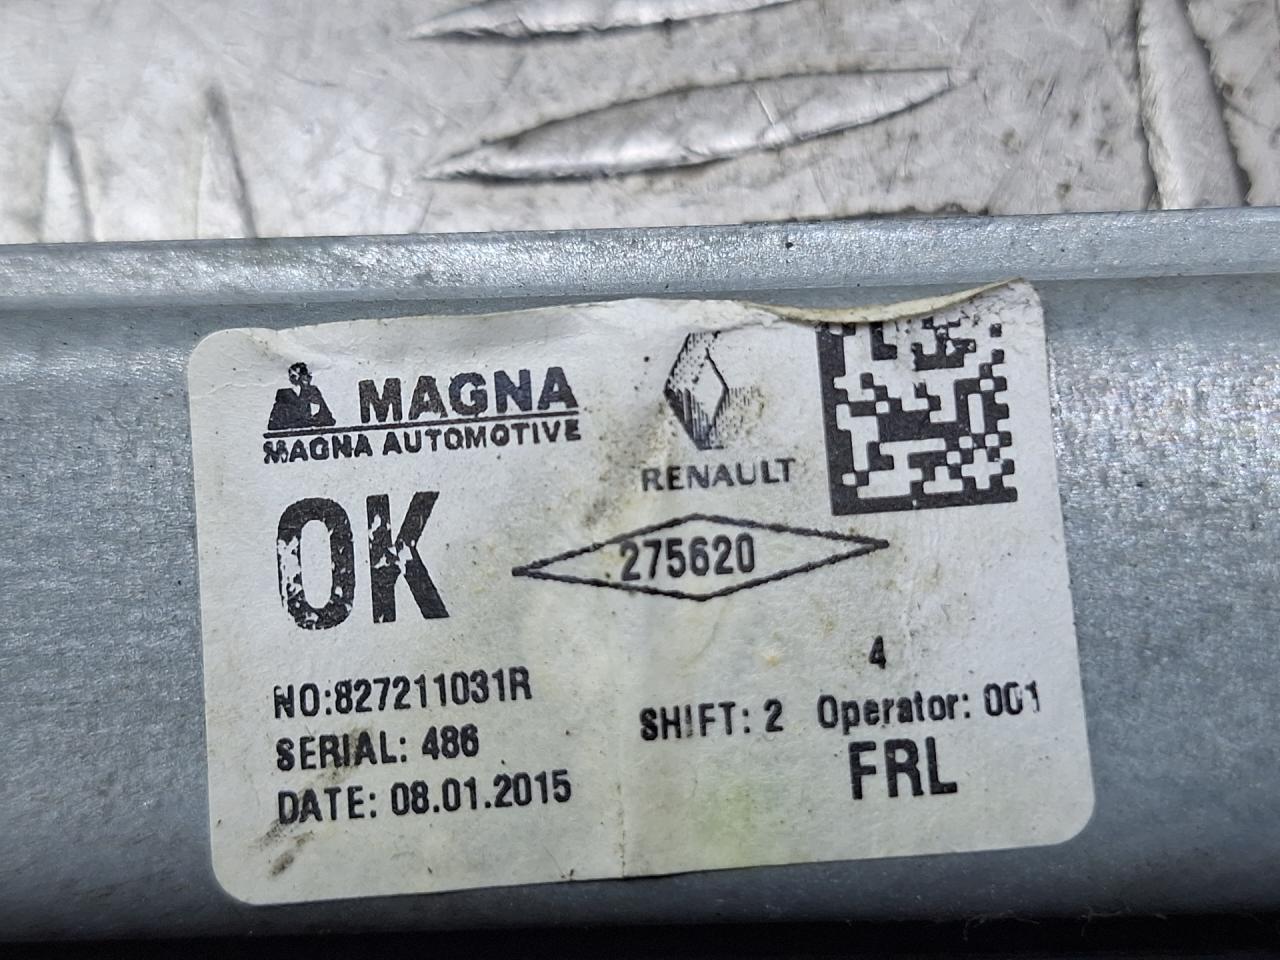 MAGNA
MAGNA AUTOMOTIVE
RENAULT
OK
275620
4
NO:827211031R
SHIFT: 2 Operator: 001
SERIAL: 486
FRL
DATE: 08.01.2015